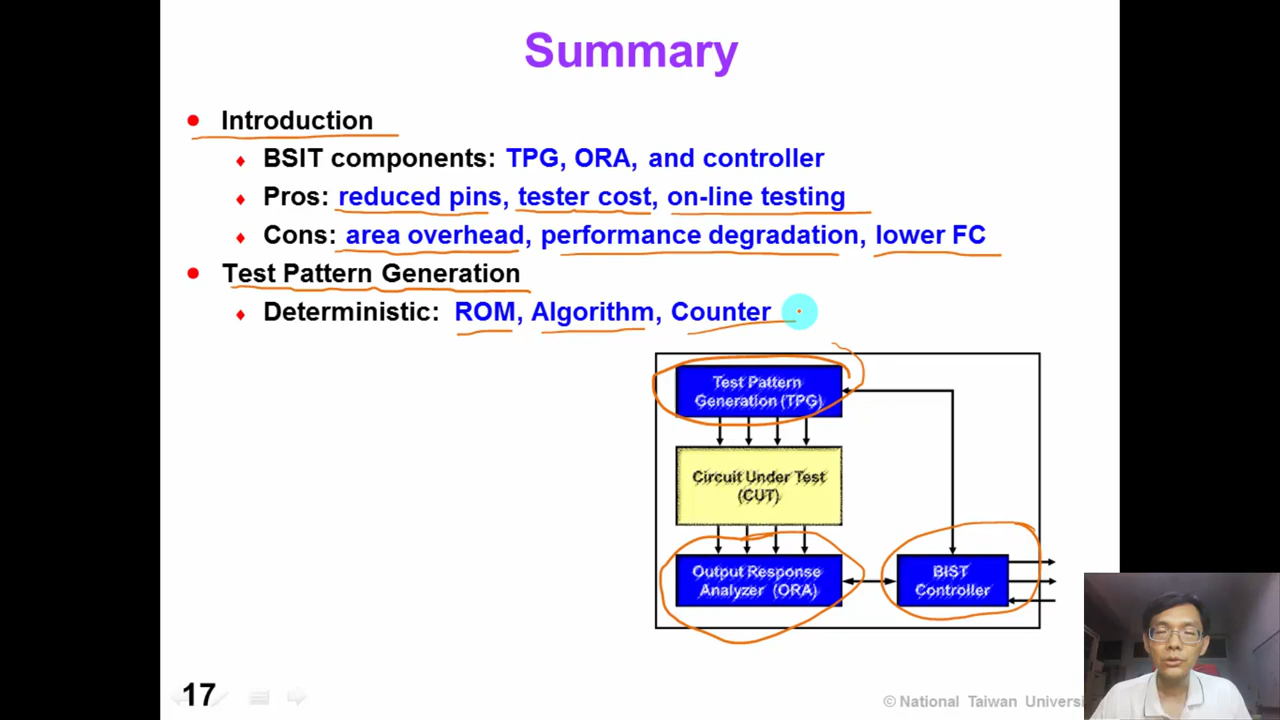 Summary
Introduction
BSIT components: TPG, ORA, and controller
Pros: reduced pins, tester cost, on-line testing
Cons: area overhead, performance degradation, lower FC
Test Pattern Generation
Deterministic: ROM, Algorithm, Counter
Test Pattern
Generation (TPG)
Circuit Under Test
(CUT)
Output Response
Analyzer (ORA)
BIST
Controller
17
© National Taiwan Universi